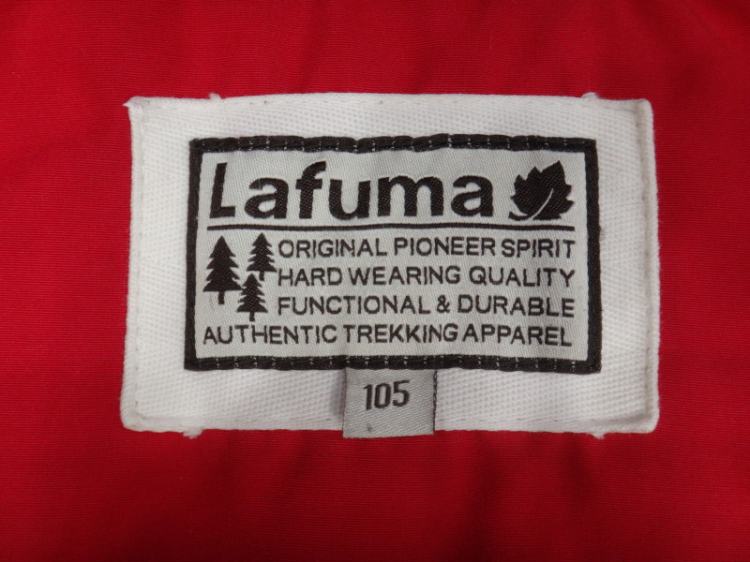 Lafuma
ORIGINAL PIONEER SPIRIT
HARD WEARING QUALITY
FUNCTIONAL & DURABLE
AUTHENTIC TREKKING APPAREL
105